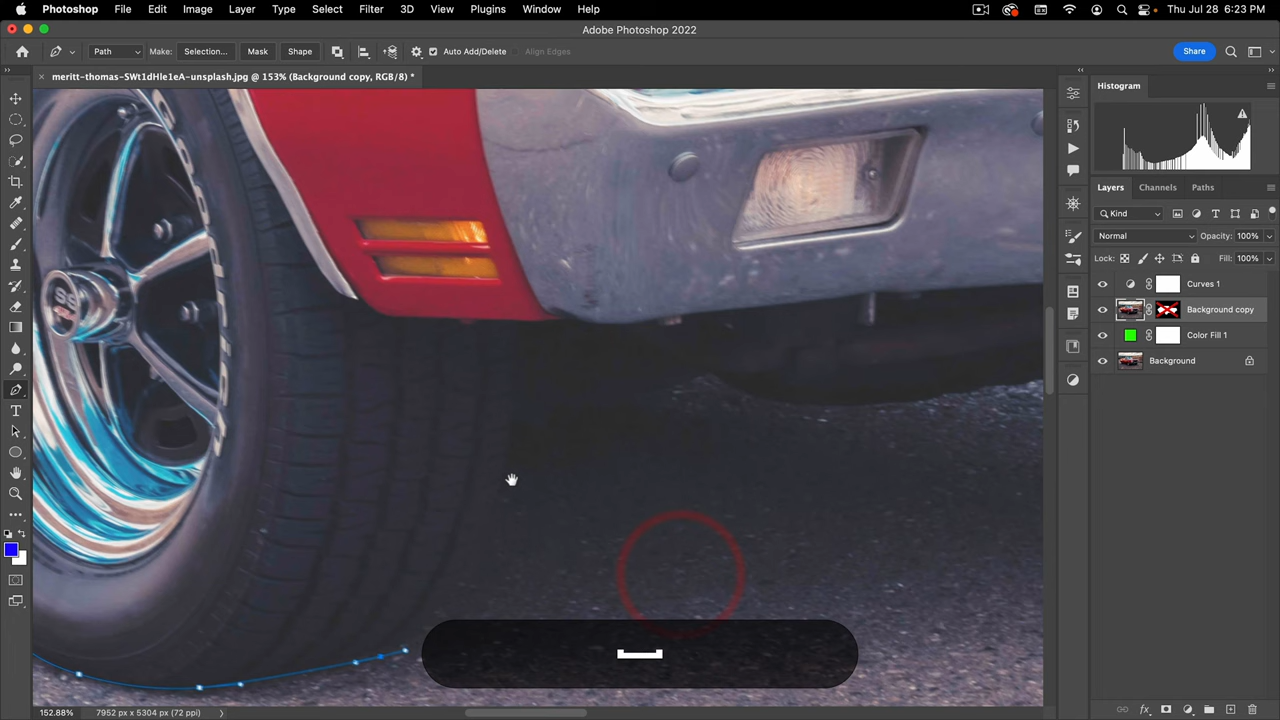 Photoshop File Edit Image Layer Type Select Filter 3D View Plugins Window Help Thu Jul 28 6:23 PM
Adobe Photoshop 2022
Path Make: Selection... Mask Shape Auto Add/Delete Align Edges Share
meritt-thomas-SWt1dHle1eA-unsplash.jpg @ 153% (Background copy, RGB/8) *
Histogram
Layers Channels Paths
Kind
Normal Opacity: 100%
Lock: Fill: 100%
Curves 1
Background copy
Color Fill 1
Background
SS
152.88% 7952 px x 5304 px (72 ppi)